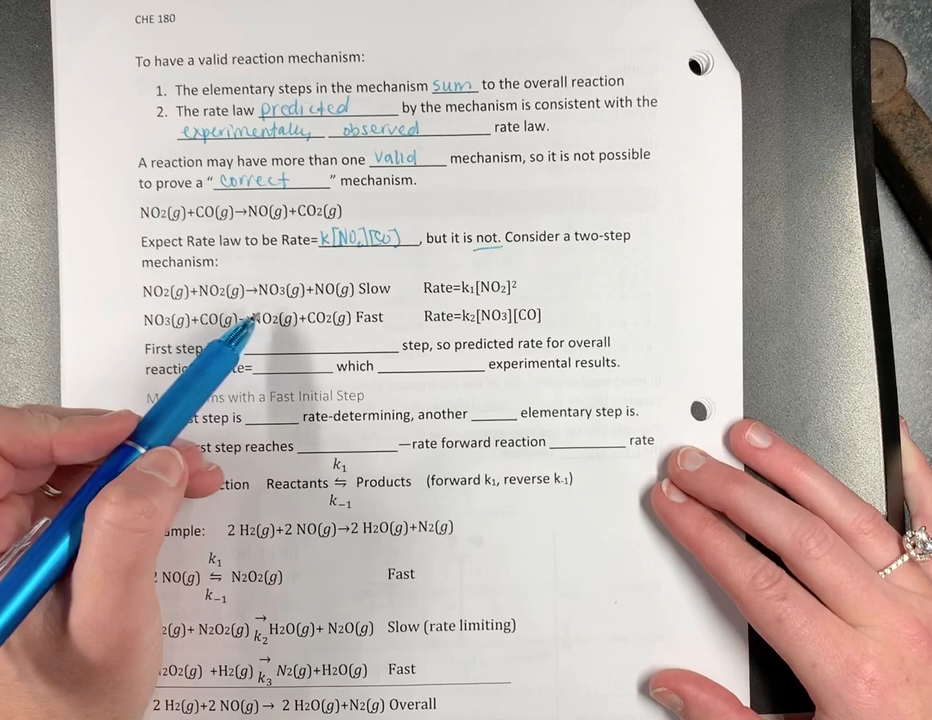 CHE 180
To have a valid reaction mechanism:
1. The elementary steps in the mechanism sum to the overall reaction
2. The rate law predicted by the mechanism is consistent with the
experimentally observed rate law.
A reaction may have more than one valid mechanism, so it is not possible
to prove a "correct" mechanism.
NO2(g)+CO(g)→NO(g)+CO2(g)
Expect Rate law to be Rate=k[NO2][CO], but it is not. Consider a two-step
mechanism:
NO2(g)+NO2(g)→NO3(g)+NO(g) Slow Rate=k1[NO2]²
NO3(g)+CO(g) O2(g)+CO2(g) Fast Rate=k2[NO3][CO]
First step ____ step, so predicted rate for overall
____ which ____ experimental results.
with a Fast Initial Step
step is ____ rate-determining, another ____ elementary step is.
step reaches ____—rate forward reaction ____ rate
k1
Reactants ⇋ Products (forward k1, reverse k-1)
k−1
2 H2(g)+2 NO(g)→2 H2O(g)+N2(g)
k1
NO(g) ⇋ N2O2(g) Fast
k−1
(g)+ N2O2(g) →k2 H2O(g)+ N2O(g) Slow (rate limiting)
2O2(g) +H2(g) →k3 N2(g)+H2O(g) Fast
2 H2(g)+2 NO(g)→ 2 H2O(g)+N2(g) Overall